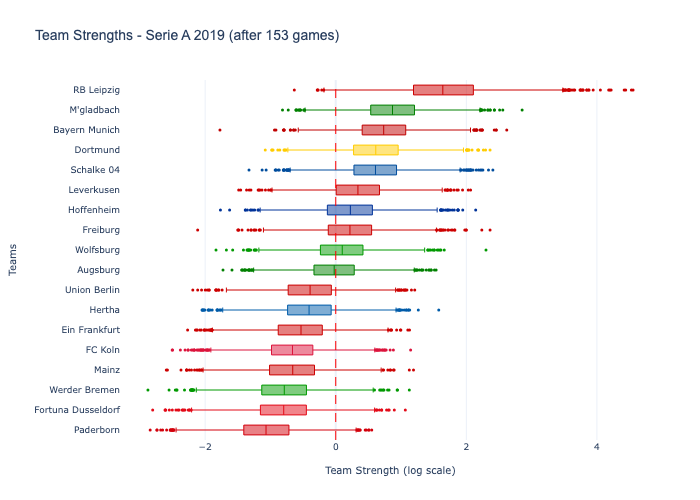 Team Strengths - Serie A 2019 (after 153 games)
RB Leipzig
M'gladbach
Bayern Munich
Dortmund
Schalke 04
Leverkusen
Hoffenheim
Freiburg
Wolfsburg
Augsburg
Union Berlin
Hertha
Ein Frankfurt
FC Koln
Mainz
Werder Bremen
Fortuna Dusseldorf
Paderborn
Teams
−2 0 2 4
Team Strength (log scale)